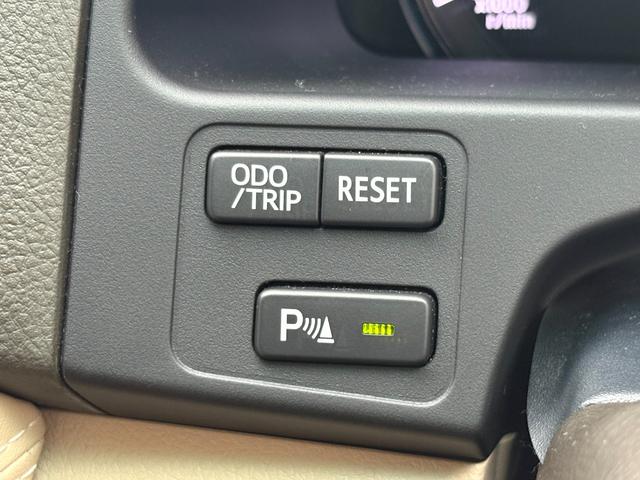 x1000
r/min
ODO
/TRIP
RESET
P